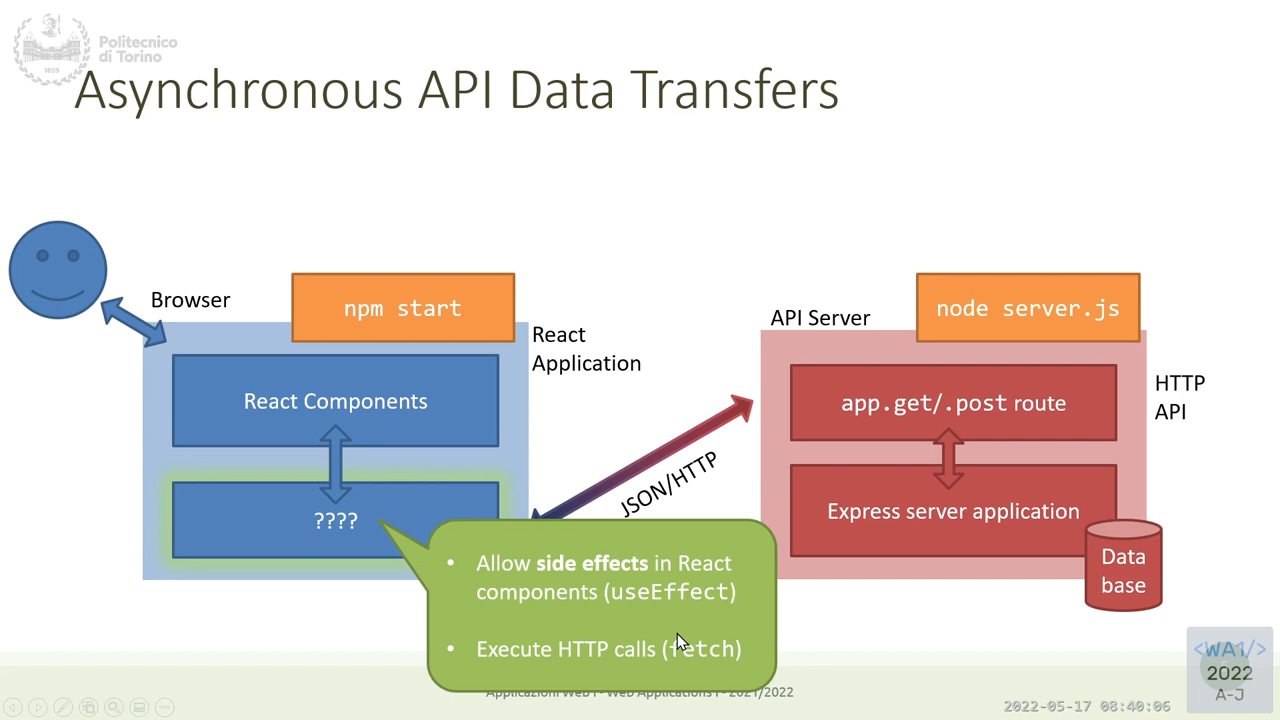 Politecnico
di Torino
1859
Asynchronous API Data Transfers
Browser
npm start
React
Application
React Components
????
JSON/HTTP
API Server
node server.js
app.get/.post route
HTTP
API
Express server application
Data
base
• Allow side effects in React
components (useEffect)
• Execute HTTP calls (fetch)
Applicazioni Web I - Web Applications I - 2021/2022
2022-05-17 08:40:06
<WA1/>
2022
A-J